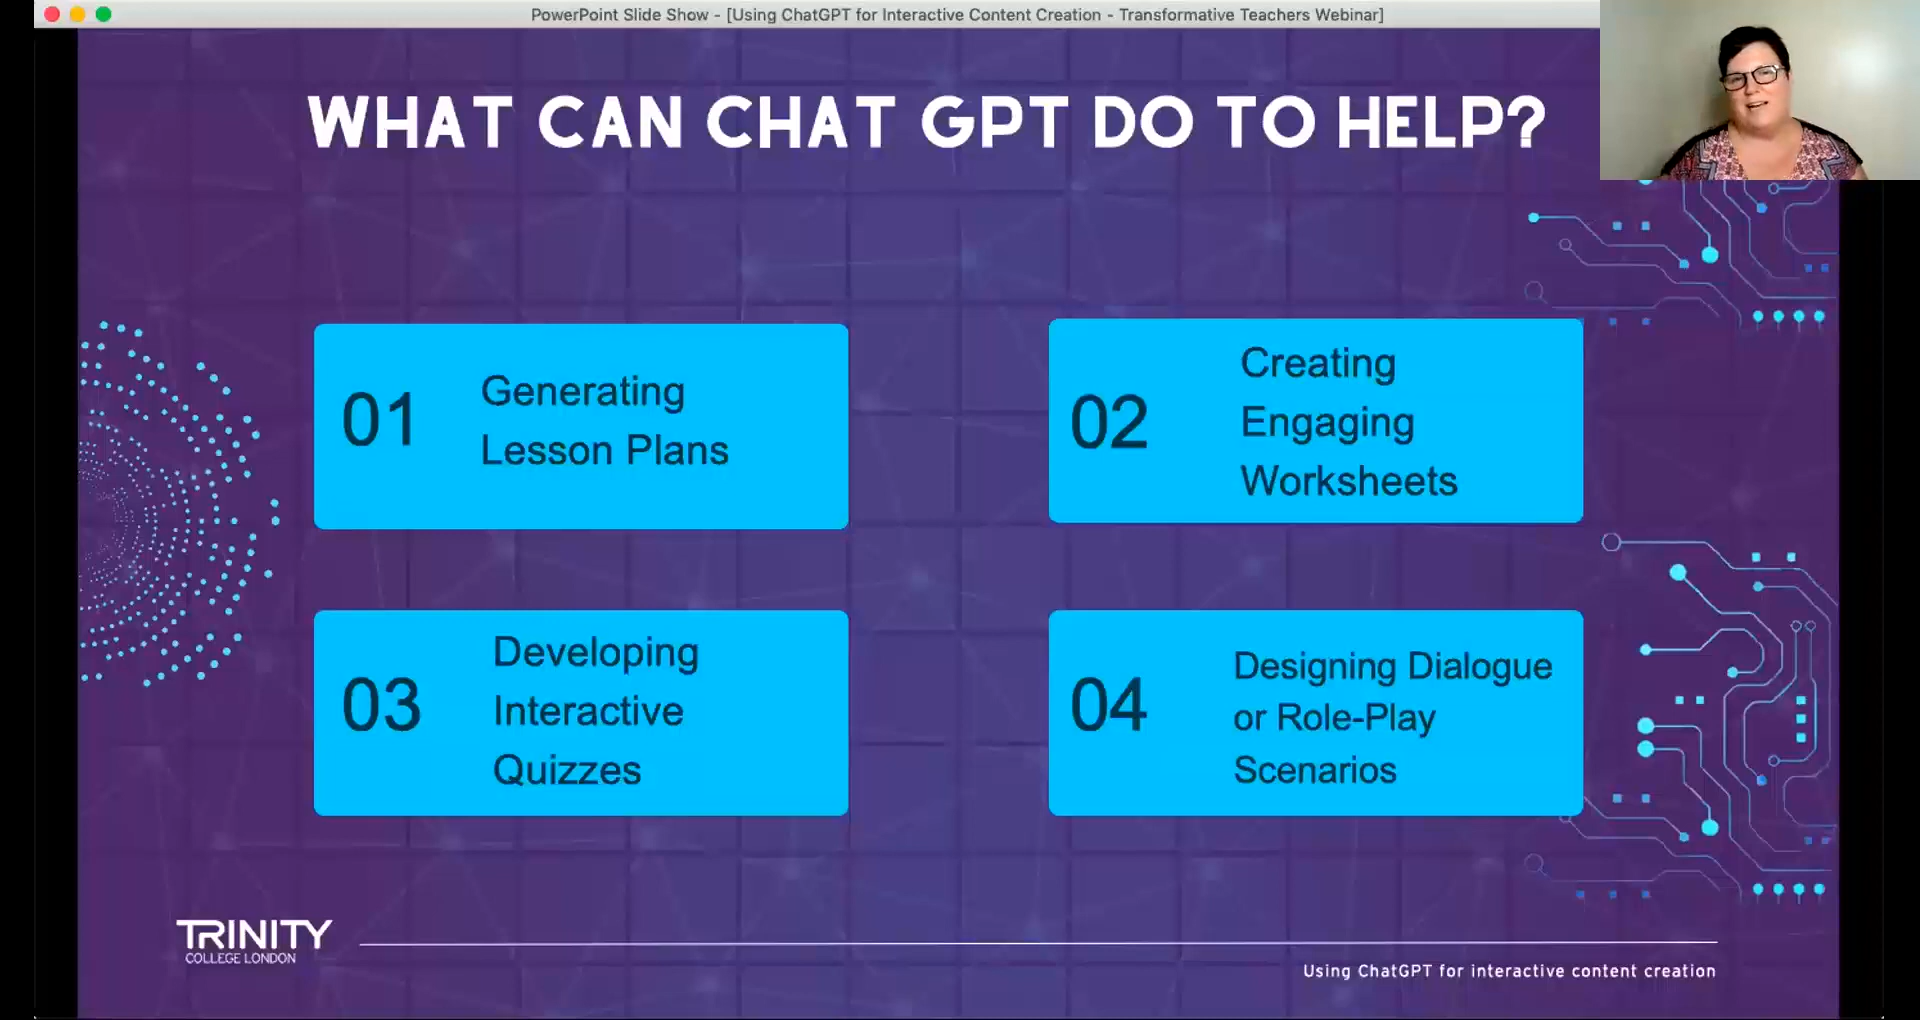 PowerPoint Slide Show - [Using ChatGPT for Interactive Content Creation - Transformative Teachers Webinar]
WHAT CAN CHAT GPT DO TO HELP?
01
Generating
Lesson Plans
02
Creating
Engaging
Worksheets
03
Developing
Interactive
Quizzes
04
Designing Dialogue
or Role-Play
Scenarios
TRINITY
COLLEGE LONDON
Using ChatGPT for interactive content creation